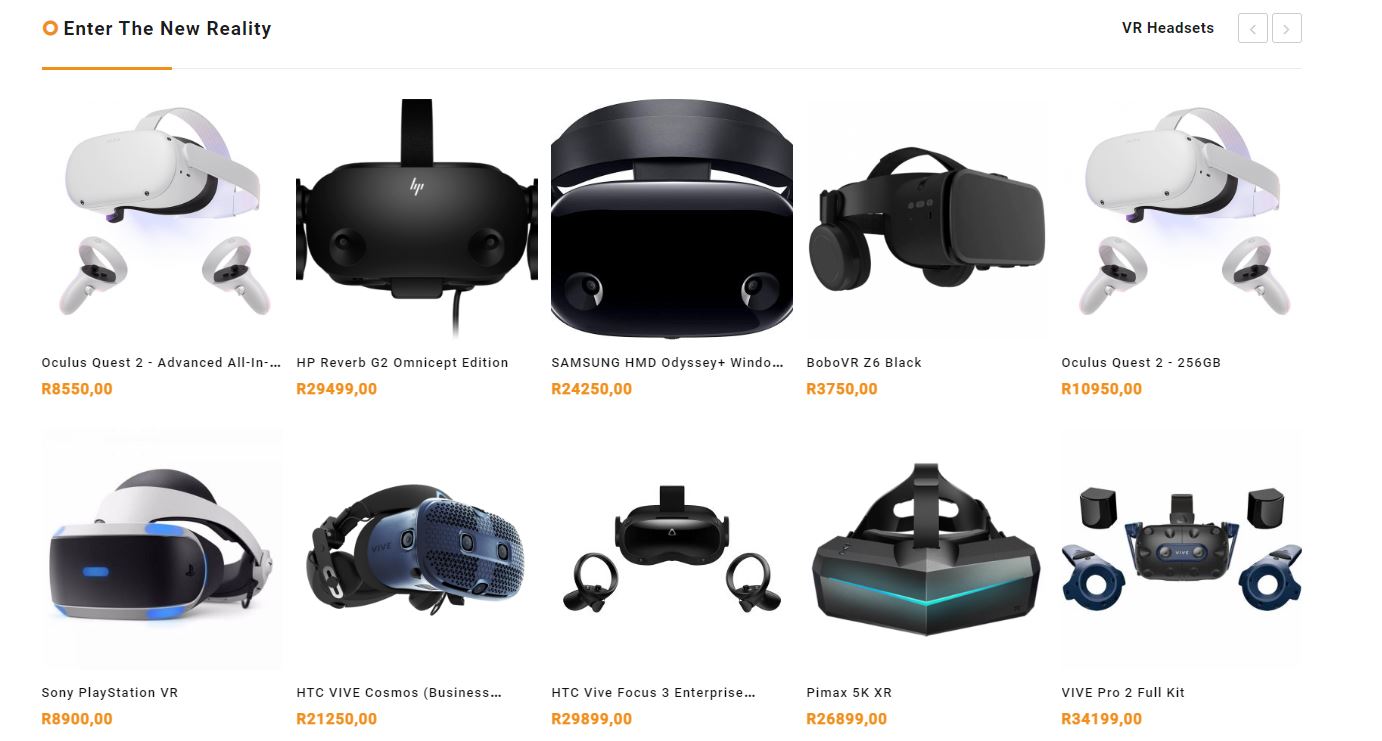 Enter The New Reality
VR Headsets
Oculus Quest 2 - Advanced All-In-...
HP Reverb G2 Omnicept Edition
SAMSUNG HMD Odyssey+ Windo...
BoboVR Z6 Black
Oculus Quest 2 - 256GB
R8550,00
R29499,00
R24250,00
R3750,00
R10950,00
VIVE
VIVE
Sony PlayStation VR
HTC VIVE Cosmos (Business...
HTC Vive Focus 3 Enterprise...
Pimax 5K XR
VIVE Pro 2 Full Kit
R8900,00
R21250,00
R29899,00
R26899,00
R34199,00